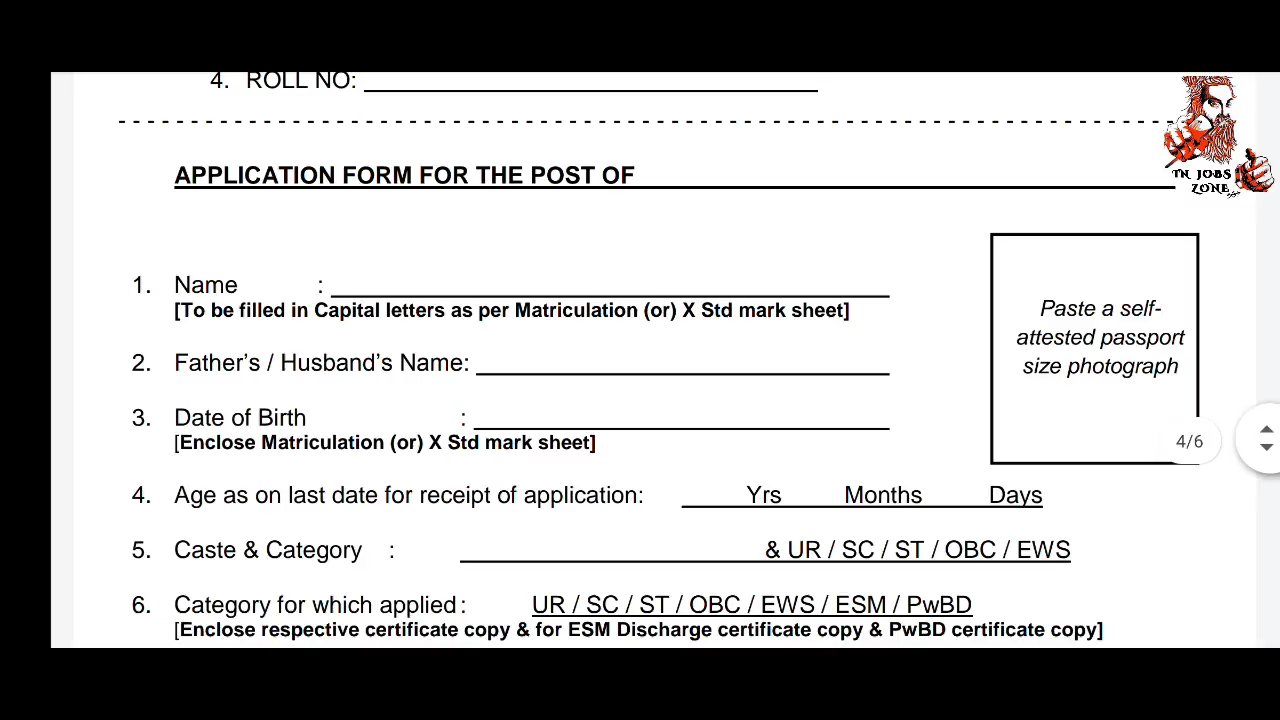 4. ROLL NO:
APPLICATION FORM FOR THE POST OF
TN JOBS
ZONE
1. Name :
[To be filled in Capital letters as per Matriculation (or) X Std mark sheet]
Paste a self-
attested passport
size photograph
2. Father’s / Husband’s Name:
3. Date of Birth :
[Enclose Matriculation (or) X Std mark sheet]
4/6
4. Age as on last date for receipt of application: Yrs Months Days
5. Caste & Category : & UR / SC / ST / OBC / EWS
6. Category for which applied : UR / SC / ST / OBC / EWS / ESM / PwBD
[Enclose respective certificate copy & for ESM Discharge certificate copy & PwBD certificate copy]